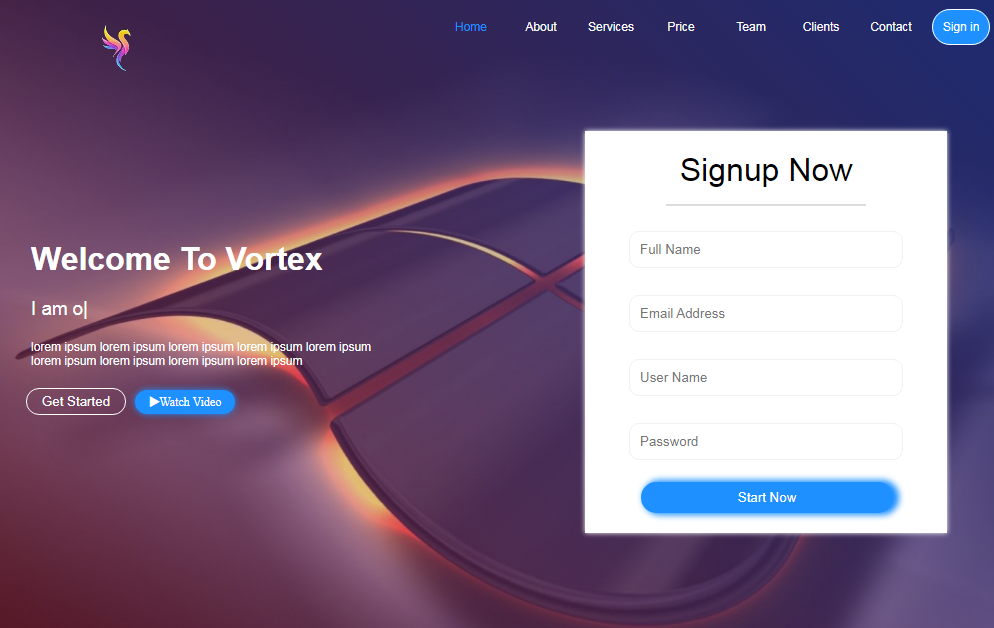 Home About Services Price Team Clients Contact Sign in
Signup Now
Welcome To Vortex
I am o|
lorem ipsum lorem ipsum lorem ipsum lorem ipsum lorem ipsum
lorem ipsum lorem ipsum lorem ipsum lorem ipsum
Get Started ▶Watch Video
Full Name
Email Address
User Name
Password
Start Now